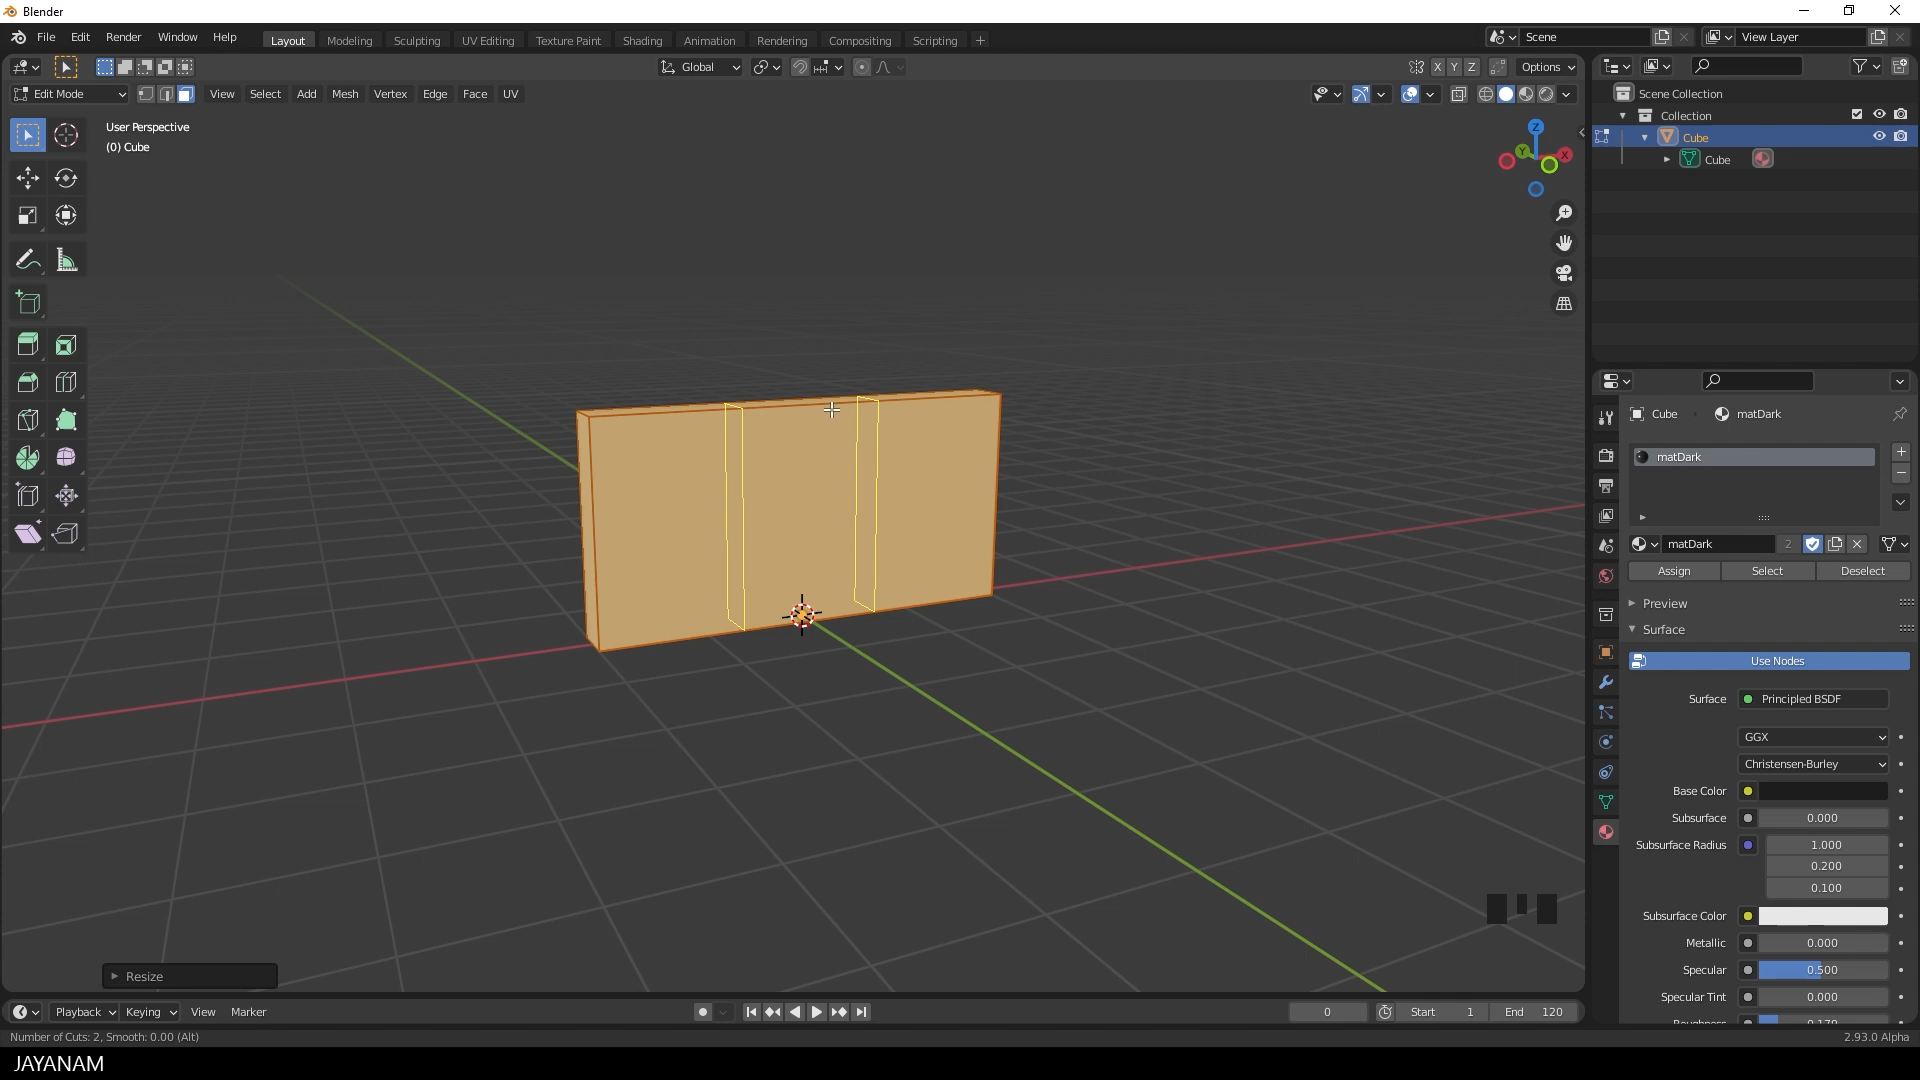 Blender
File Edit Render Window Help
Layout Modeling Sculpting UV Editing Texture Paint Shading Animation Rendering Compositing Scripting +
Scene
View Layer
Global
X Y Z
Options
Edit Mode
View Select Add Mesh Vertex Edge Face UV
User Perspective
(0) Cube
Z
Y
X
Resize
Scene Collection
Collection
Cube
Cube
Cube
matDark
matDark
matDark
2
Assign Select Deselect
Preview
Surface
Use Nodes
Surface Principled BSDF
GGX
Christensen-Burley
Base Color
Subsurface 0.000
Subsurface Radius 1.000
0.200
0.100
Subsurface Color
Metallic 0.000
Specular 0.500
Specular Tint 0.000
Roughness 0.179
Playback Keying View Marker
0
Start 1
End 120
Number of Cuts: 2, Smooth: 0.00 (Alt)
2.93.0 Alpha
JAYANAM